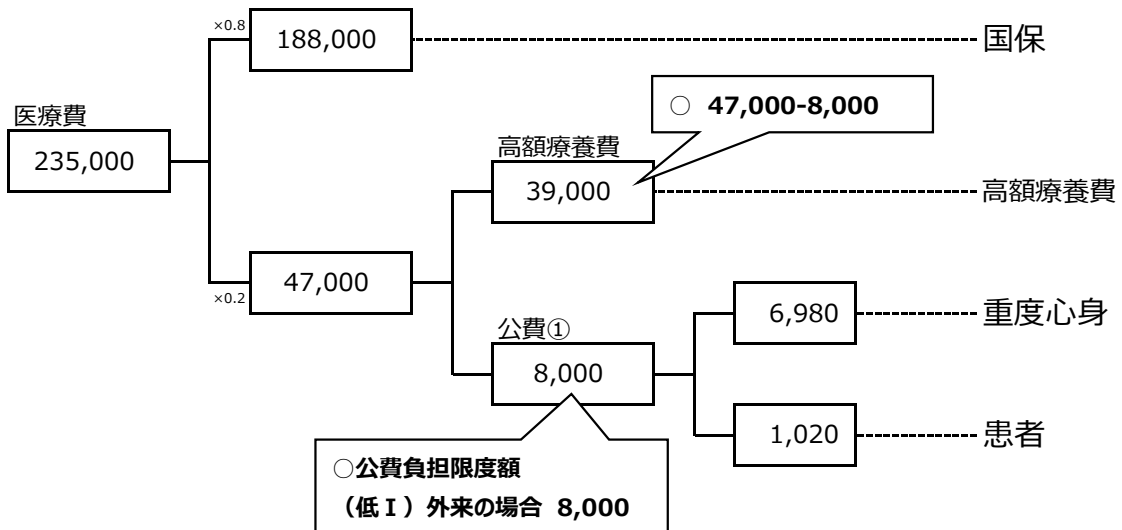 ×0.8
188,000
国保
○ 47,000-8,000
医療費
235,000
高額療養費
39,000
高額療養費
×0.2
47,000
6,980
重度心身
公費①
8,000
1,020
患者
○公費負担限度額
（低Ⅰ）外来の場合 8,000